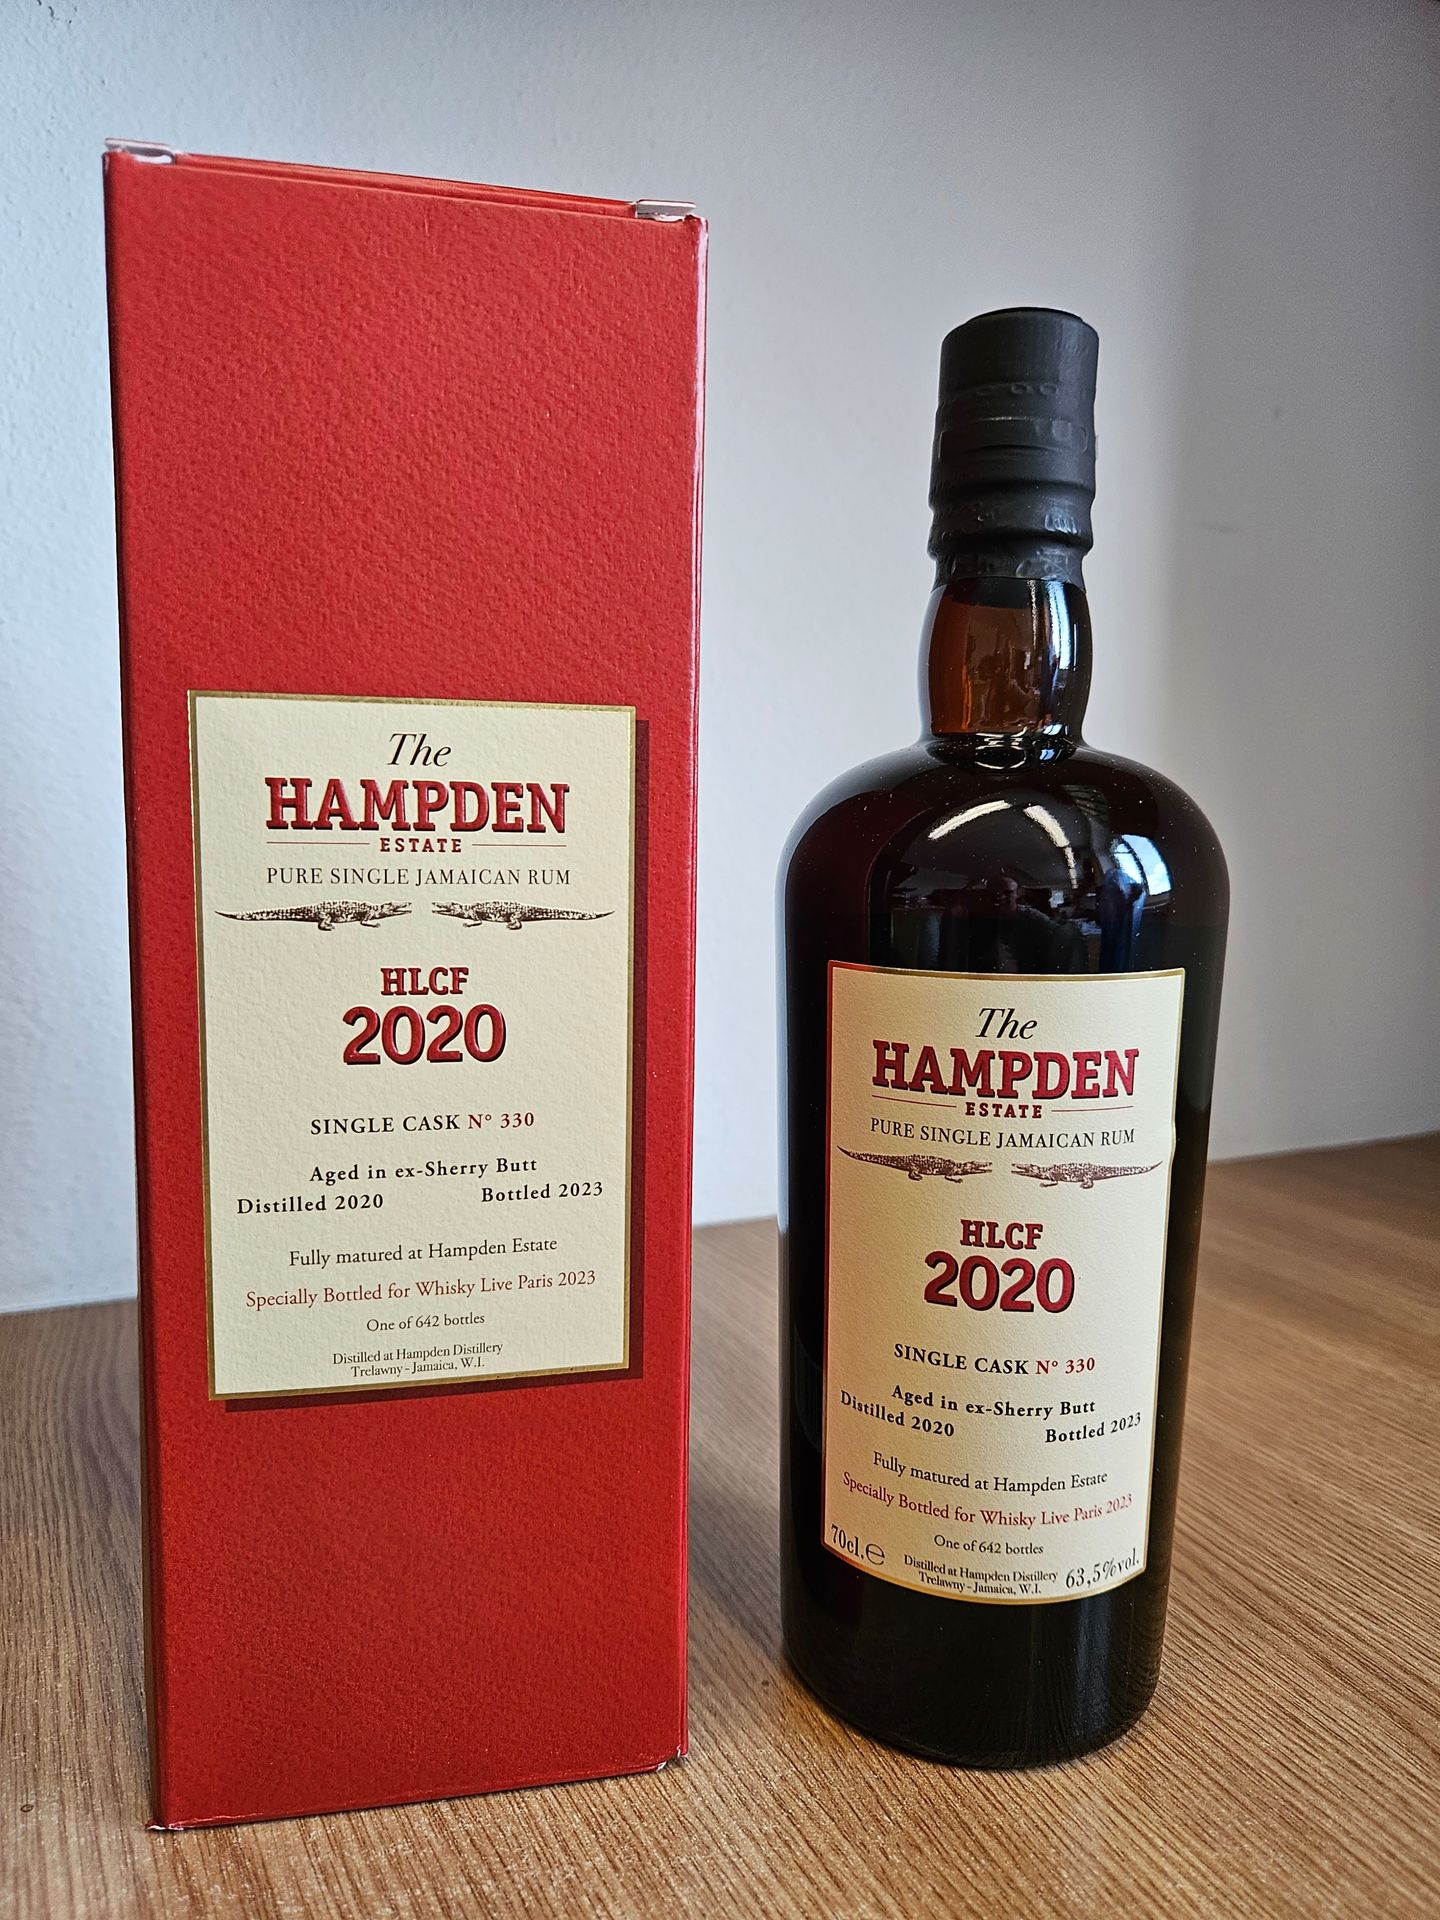 The
HAMPDEN
ESTATE
PURE SINGLE JAMAICAN RUM
HLCF
2020
SINGLE CASK N° 330
Aged in ex-Sherry Butt
Distilled 2020 Bottled 2023
Fully matured at Hampden Estate
Specially Bottled for Whisky Live Paris 2023
One of 642 bottles
Distilled at Hampden Distillery
Trelawny - Jamaica, W.I.
The
HAMPDEN
ESTATE
PURE SINGLE JAMAICAN RUM
HLCF
2020
SINGLE CASK N° 330
Aged in ex-Sherry Butt
Distilled 2020 Bottled 2023
Fully matured at Hampden Estate
Specially Bottled for Whisky Live Paris 2023
One of 642 bottles
70cl.℮ Distilled at Hampden Distillery 63,5%vol.
Trelawny - Jamaica, W.I.